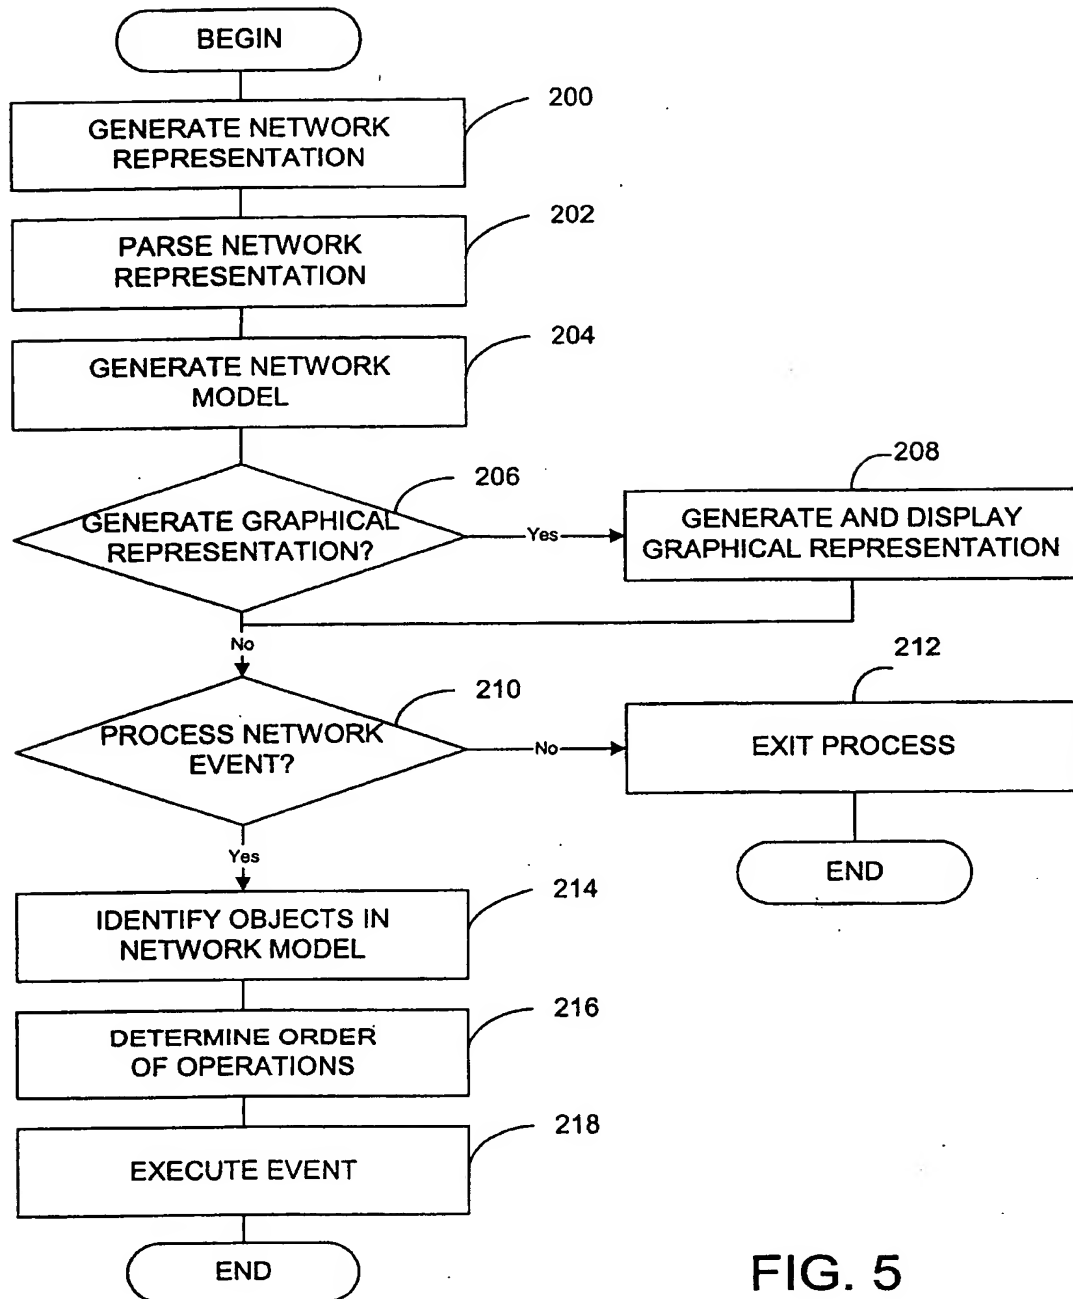 BEGIN
200
GENERATE NETWORK
REPRESENTATION
202
PARSE NETWORK
REPRESENTATION
204
GENERATE NETWORK
MODEL
206
GENERATE GRAPHICAL
REPRESENTATION?
Yes
208
GENERATE AND DISPLAY
GRAPHICAL REPRESENTATION
No
210
PROCESS NETWORK
EVENT?
No
212
EXIT PROCESS
END
Yes
214
IDENTIFY OBJECTS IN
NETWORK MODEL
216
DETERMINE ORDER
OF OPERATIONS
218
EXECUTE EVENT
END
FIG. 5